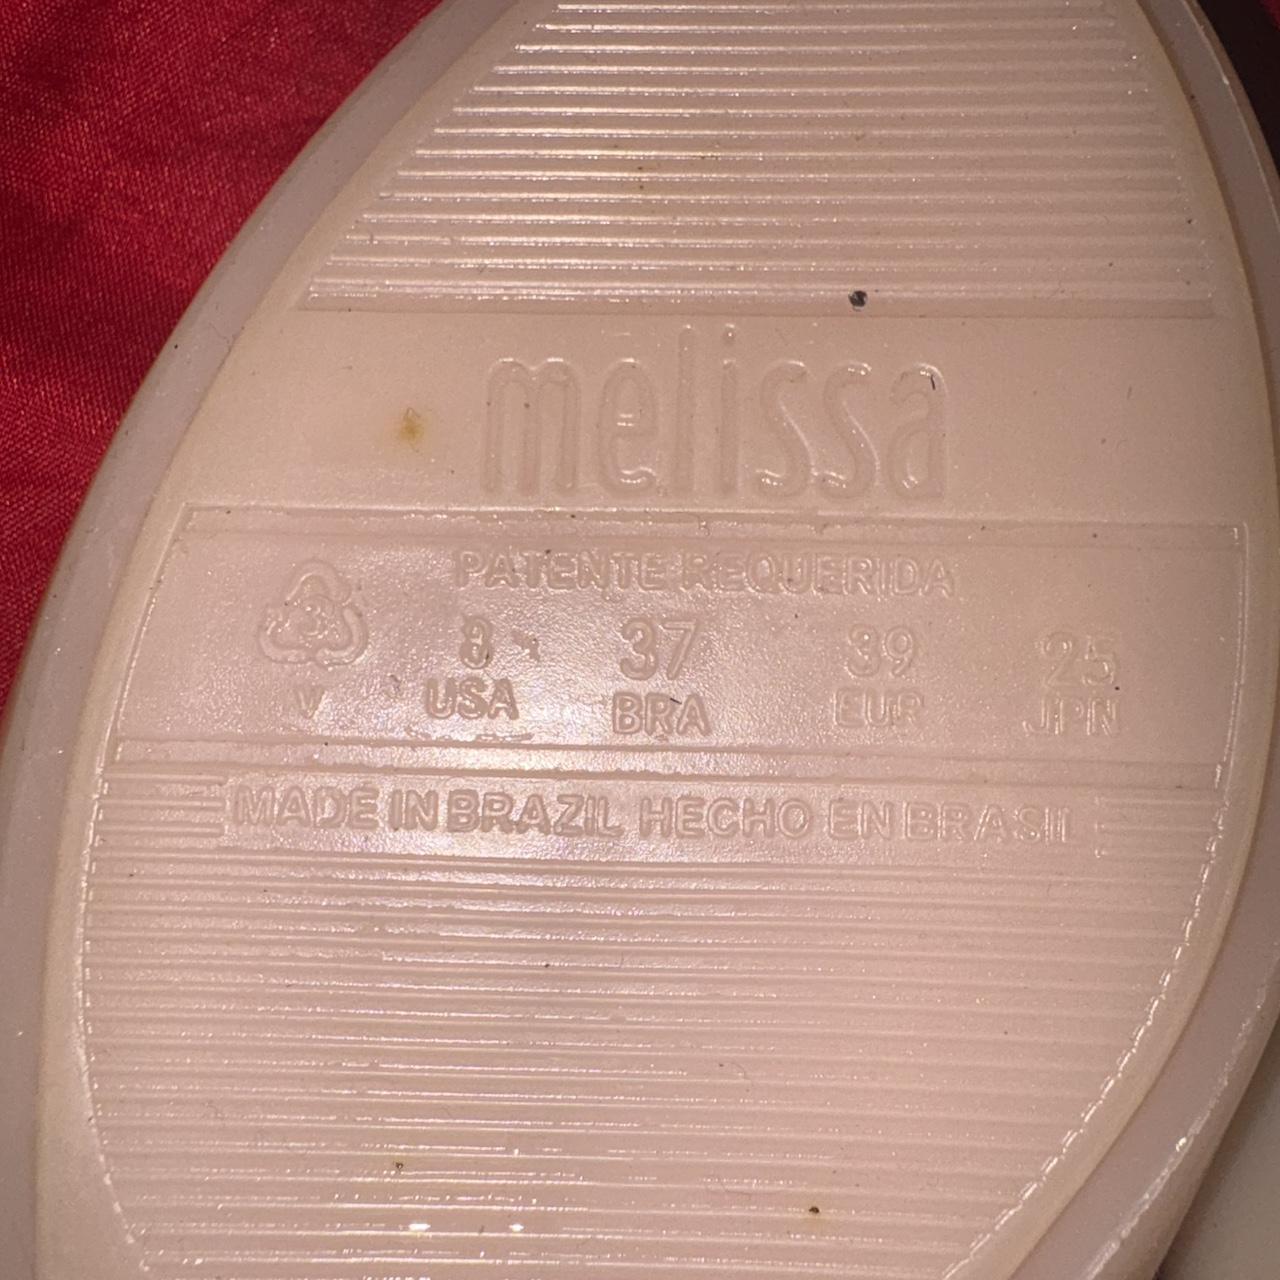 melissa
PATENTE REQUERIDA
3 8 37 39 25
V USA BRA EUR JPN
MADE IN BRAZIL HECHO EN BRASIL